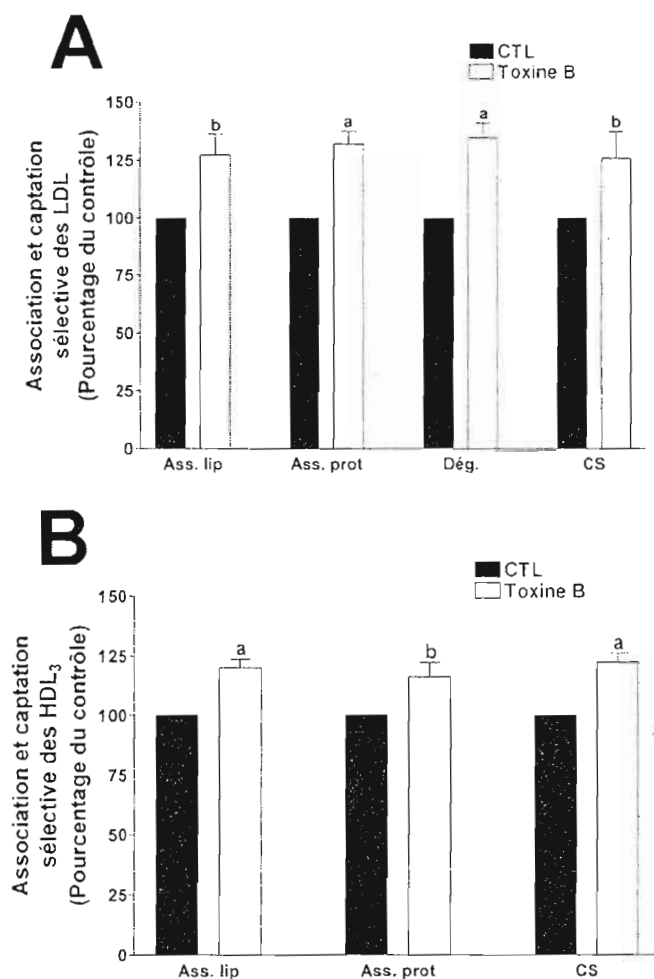 A
CTL
Toxine B
Association et captation
sélective des LDL
(Pourcentage du contrôle)
150
125
100
75
50
25
0
b
a
a
b
Ass. lip
Ass. prot
Dég.
CS
B
CTL
Toxine B
Association et captation
sélective des HDL₃
(Pourcentage du contrôle)
150
125
100
75
50
25
0
a
b
a
Ass. lip
Ass. prot
CS